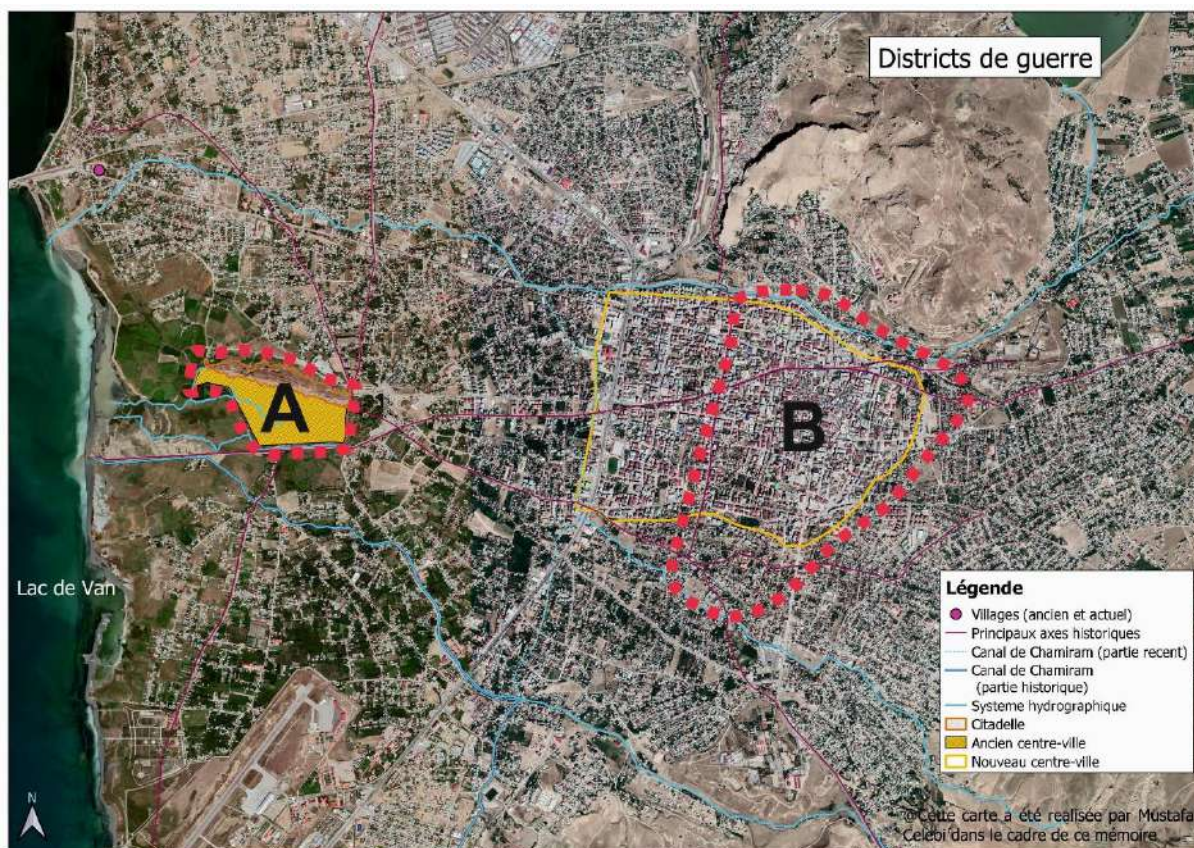 Districts de guerre
A
B
Lac de Van
Légende
Villages (ancien et actuel)
Principaux axes historiques
Canal de Chamiram (partie recent)
Canal de Chamiram
(partie historique)
Systeme hydrographique
Citadelle
Ancien centre-ville
Nouveau centre-ville
N
@Cette carte a été realisée par Mustafa
Celebi dans le cadre de ce mémoire